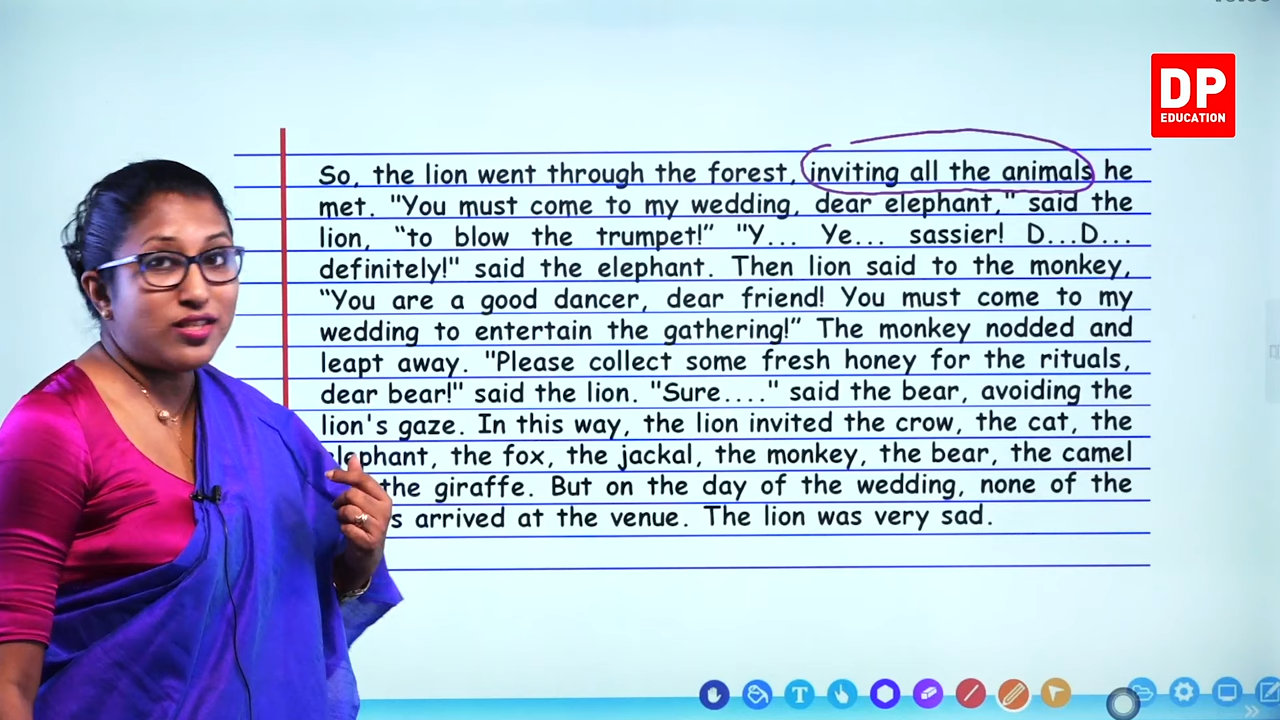 DP
EDUCATION
So, the lion went through the forest, inviting all the animals he
met. "You must come to my wedding, dear elephant," said the
lion, "to blow the trumpet!" "Y... Ye... sassier! D...D...
definitely!" said the elephant. Then lion said to the monkey,
"You are a good dancer, dear friend! You must come to my
wedding to entertain the gathering!" The monkey nodded and
leapt away. "Please collect some fresh honey for the rituals,
dear bear!" said the lion. "Sure...." said the bear, avoiding the
lion's gaze. In this way, the lion invited the crow, the cat, the
elephant, the fox, the jackal, the monkey, the bear, the camel
the giraffe. But on the day of the wedding, none of the
arrived at the venue. The lion was very sad.